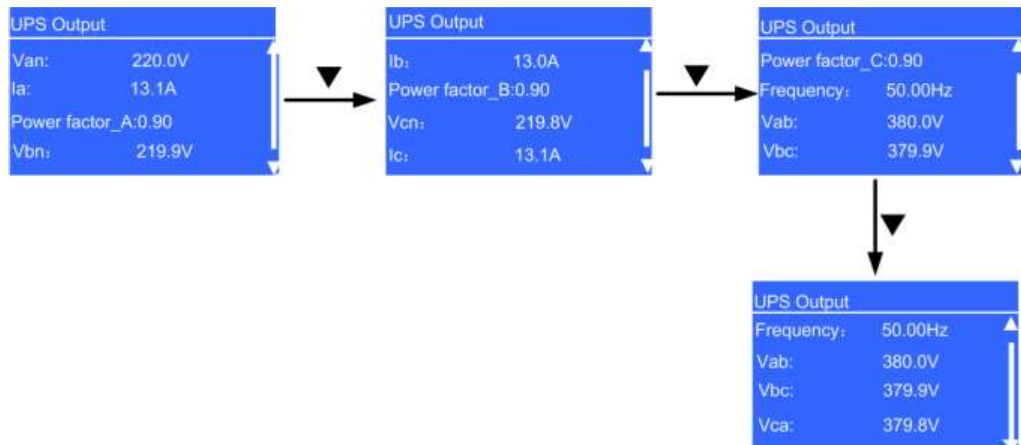 UPS Output
Van: 220.0V
Ia: 13.1A
Power factor_A:0.90
Vbn: 219.9V
UPS Output
Ib: 13.0A
Power factor_B:0.90
Vcn: 219.8V
Ic: 13.1A
UPS Output
Power factor_C:0.90
Frequency: 50.00Hz
Vab: 380.0V
Vbc: 379.9V
UPS Output
Frequency: 50.00Hz
Vab: 380.0V
Vbc: 379.9V
Vca: 379.8V